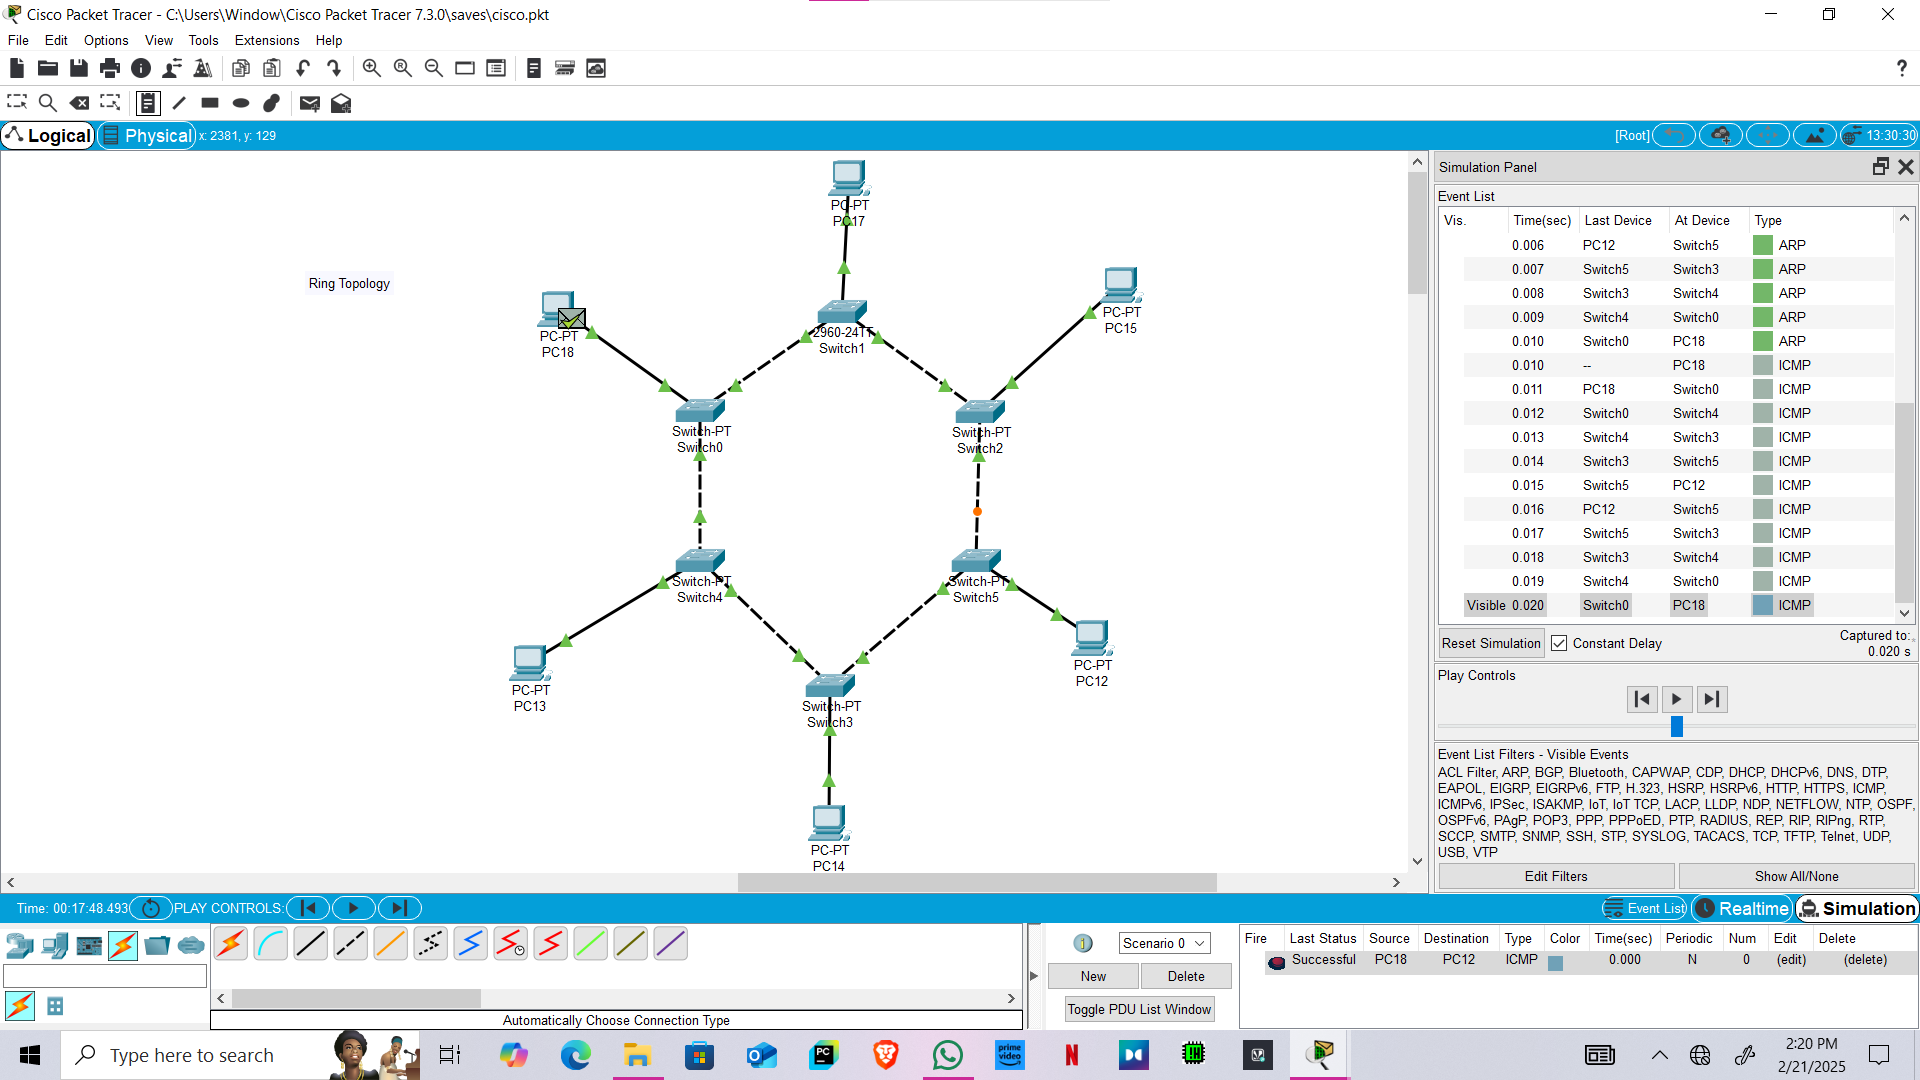 Cisco Packet Tracer - C:\Users\Window\Cisco Packet Tracer 7.3.0\saves\cisco.pkt
File Edit Options View Tools Extensions Help
?
Logical Physical x: 2381, y: 129 [Root] 13:30:30
PC-PT
PC17
Ring Topology
PC-PT
PC18
2960-24TT
Switch1
PC-PT
PC15
Switch-PT
Switch0
Switch-PT
Switch2
Switch-PT
Switch4
Switch-PT
Switch5
PC-PT
PC13
Switch-PT
Switch3
PC-PT
PC12
PC-PT
PC14
Simulation Panel
Event List
Vis. Time(sec) Last Device At Device Type
0.006 PC12 Switch5 ARP
0.007 Switch5 Switch3 ARP
0.008 Switch3 Switch4 ARP
0.009 Switch4 Switch0 ARP
0.010 Switch0 PC18 ARP
0.010 -- PC18 ICMP
0.011 PC18 Switch0 ICMP
0.012 Switch0 Switch4 ICMP
0.013 Switch4 Switch3 ICMP
0.014 Switch3 Switch5 ICMP
0.015 Switch5 PC12 ICMP
0.016 PC12 Switch5 ICMP
0.017 Switch5 Switch3 ICMP
0.018 Switch3 Switch4 ICMP
0.019 Switch4 Switch0 ICMP
Visible 0.020 Switch0 PC18 ICMP
Reset Simulation Constant Delay Captured to:
0.020 s
Play Controls
Event List Filters - Visible Events
ACL Filter, ARP, BGP, Bluetooth, CAPWAP, CDP, DHCP, DHCPv6, DNS, DTP,
EAPOL, EIGRP, EIGRPv6, FTP, H.323, HSRP, HSRPv6, HTTP, HTTPS, ICMP,
ICMPv6, IPSec, ISAKMP, IoT, IoT TCP, LACP, LLDP, NDP, NETFLOW, NTP, OSPF,
OSPFv6, PAgP, POP3, PPP, PPPoED, PTP, RADIUS, REP, RIP, RIPng, RTP,
SCCP, SMTP, SNMP, SSH, STP, SYSLOG, TACACS, TCP, TFTP, Telnet, UDP,
USB, VTP
Edit Filters Show All/None
Time: 00:17:48.493 PLAY CONTROLS: Event List Realtime Simulation
Automatically Choose Connection Type
Scenario 0
New Delete
Toggle PDU List Window
Fire Last Status Source Destination Type Color Time(sec) Periodic Num Edit Delete
Successful PC18 PC12 ICMP 0.000 N 0 (edit) (delete)
Type here to search
prime
video
2:20 PM
2/21/2025